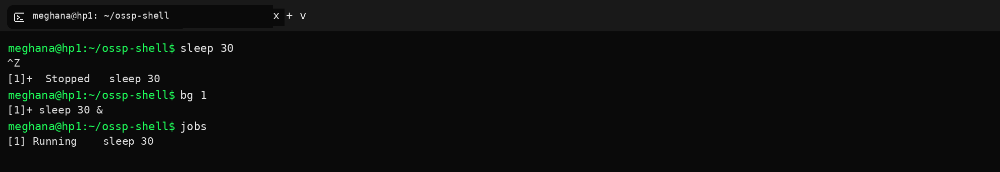 meghana@hp1: ~/ossp-shell x + v
meghana@hp1:~/ossp-shell$ sleep 30
^Z
[1]+  Stopped   sleep 30
meghana@hp1:~/ossp-shell$ bg 1
[1]+ sleep 30 &
meghana@hp1:~/ossp-shell$ jobs
[1] Running    sleep 30